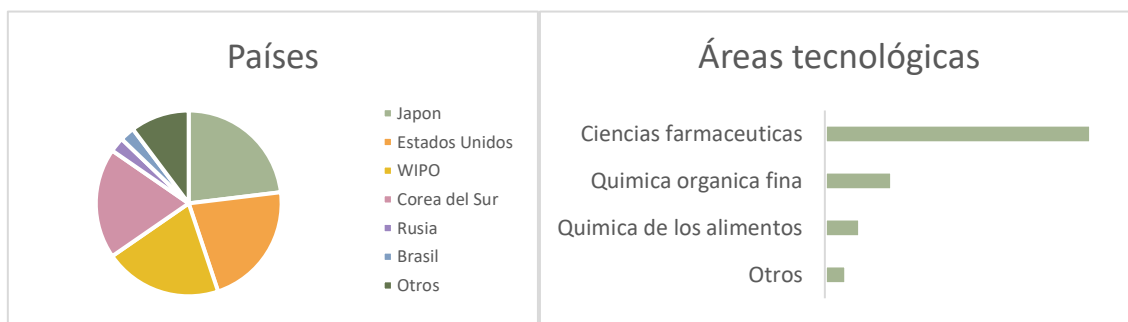 Países
Japon
Estados Unidos
WIPO
Corea del Sur
Rusia
Brasil
Otros
Áreas tecnológicas
Ciencias farmaceuticas
Quimica organica fina
Quimica de los alimentos
Otros